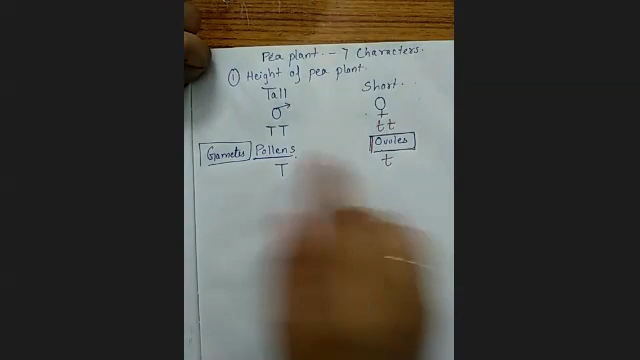 Pea plant. - 7 Characters.
① Height of pea plant.
Tall Short.
♂ ♀
TT tt
Gametes Pollens Ovules
T t